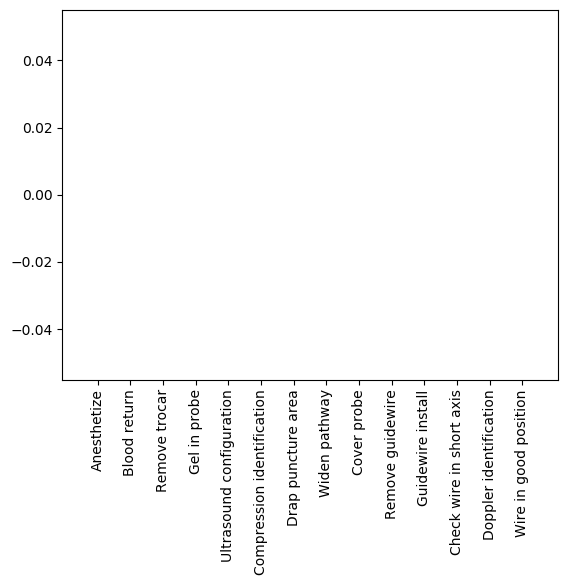 0.04
0.02
0.00
−0.02
−0.04
Anesthetize
Blood return
Remove trocar
Gel in probe
Ultrasound configuration
Compression identification
Drap puncture area
Widen pathway
Cover probe
Remove guidewire
Guidewire install
Check wire in short axis
Doppler identification
Wire in good position